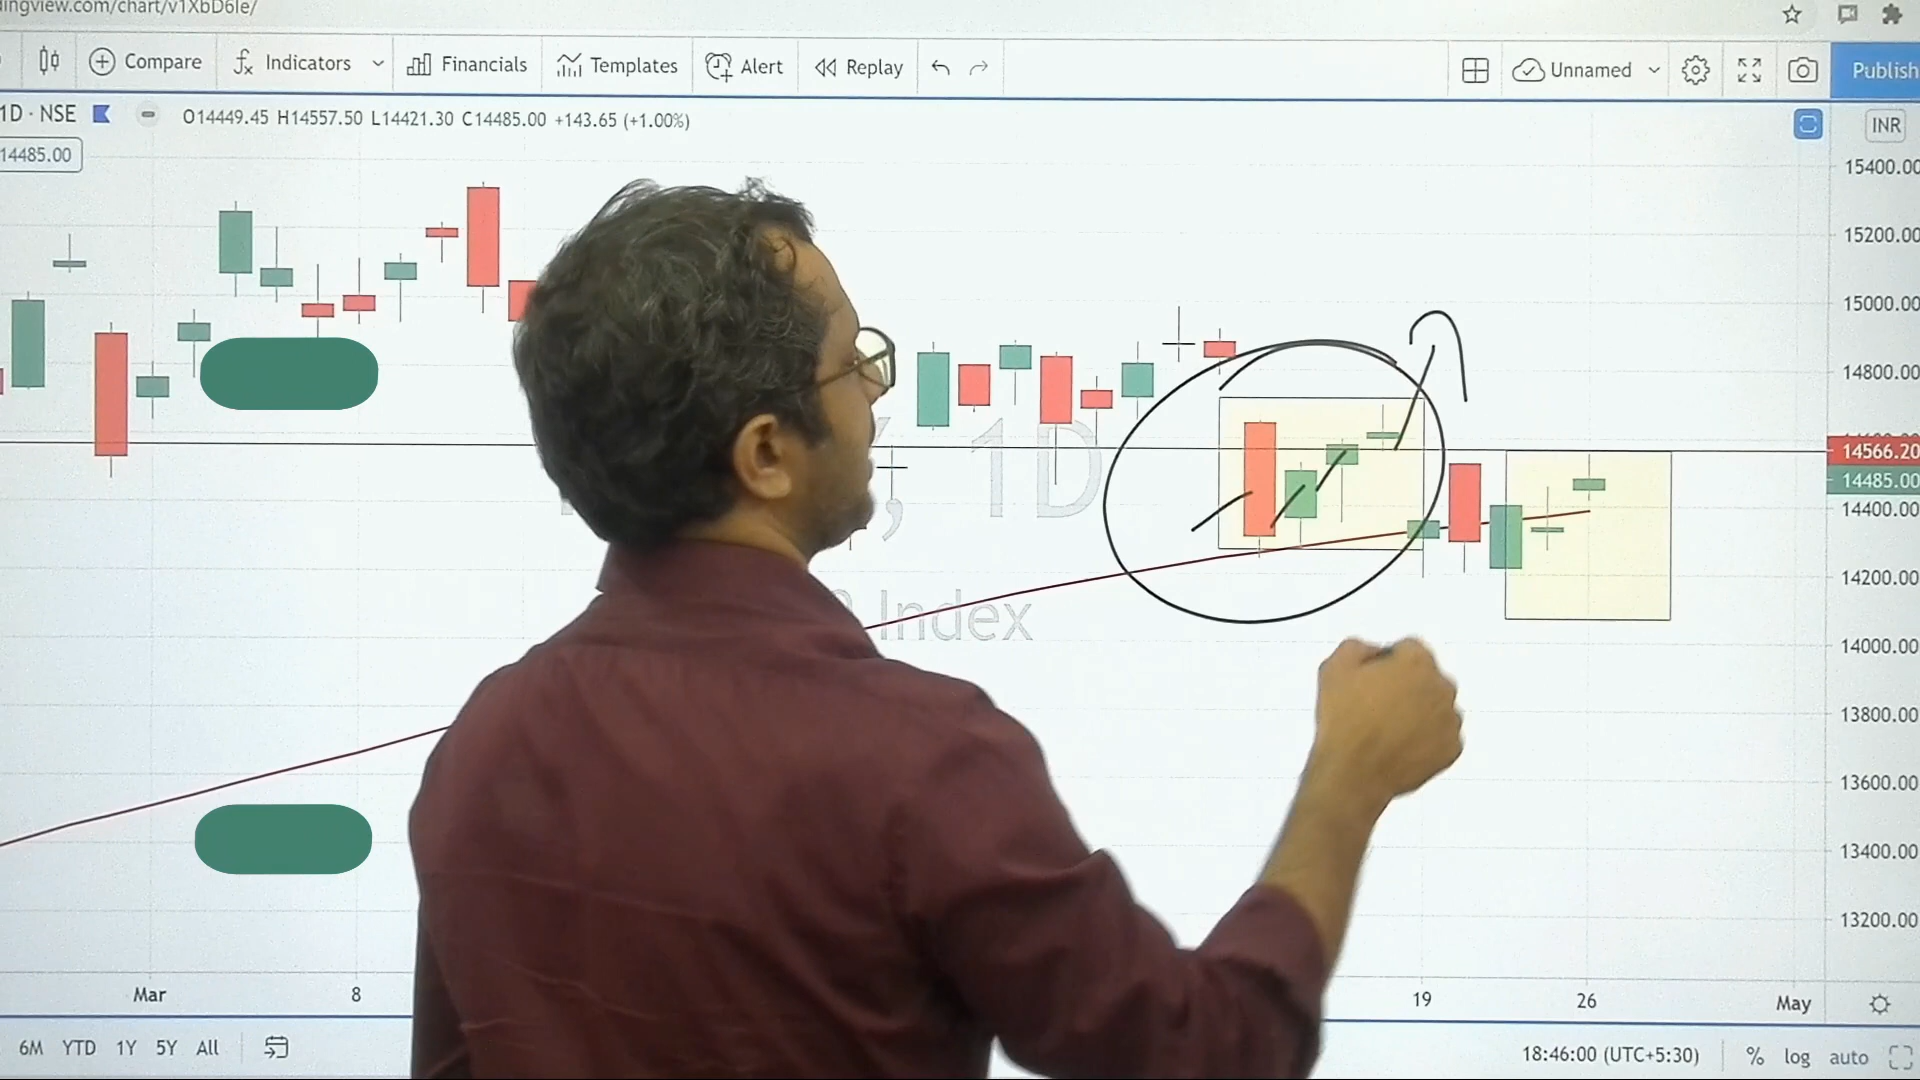 dingview.com/chart/v1XbD6Ie/
Compare Indicators Financials Templates Alert Replay Unnamed Publish
1D · NSE O14449.45 H14557.50 L14421.30 C14485.00 +143.65 (+1.00%) INR
14485.00
15400.00
15200.00
15000.00
14800.00
14566.20
14485.00
14400.00
14200.00
14000.00
13800.00
13600.00
13400.00
13200.00
, 1D
Index
Mar 8 19 26 May
6M YTD 1Y 5Y All 18:46:00 (UTC+5:30) % log auto